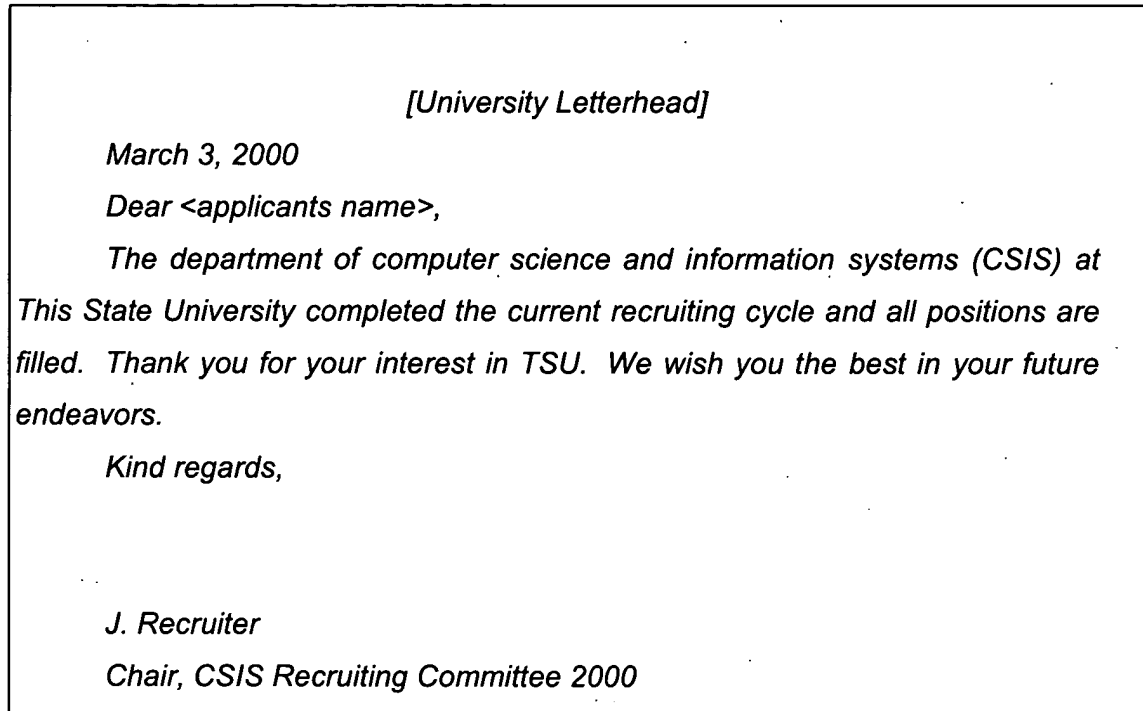 [University Letterhead]
March 3, 2000
Dear <applicants name>,
The department of computer science and information systems (CSIS) at
This State University completed the current recruiting cycle and all positions are
filled. Thank you for your interest in TSU. We wish you the best in your future
endeavors.
Kind regards,
J. Recruiter
Chair, CSIS Recruiting Committee 2000